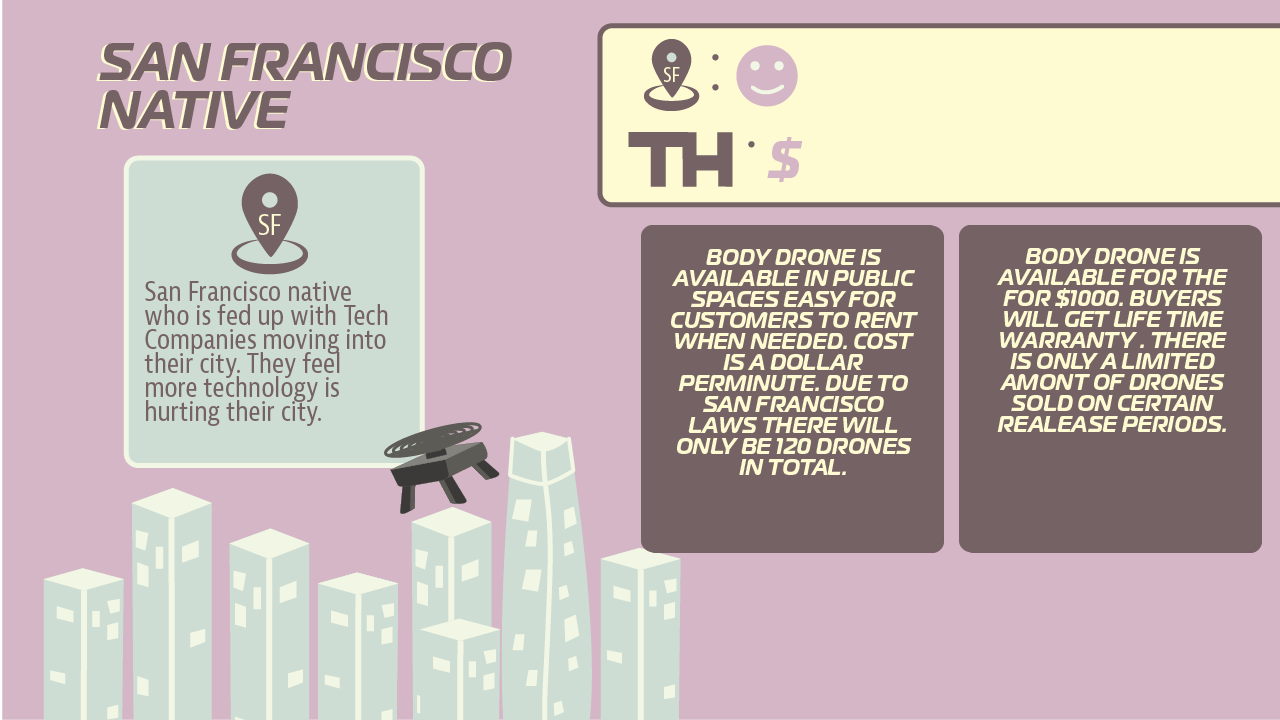 SAN FRANCISCO
NATIVE
SF
San Francisco native
who is fed up with Tech
Companies moving into
their city. They feel
more technology is
hurting their city.
SF :
TH : $
BODY DRONE IS
AVAILABLE IN PUBLIC
SPACES EASY FOR
CUSTOMERS TO RENT
WHEN NEEDED. COST
IS A DOLLAR
PERMINUTE. DUE TO
SAN FRANCISCO
LAWS THERE WILL
ONLY BE 120 DRONES
IN TOTAL.
BODY DRONE IS
AVAILABLE FOR THE
FOR $1000. BUYERS
WILL GET LIFE TIME
WARRANTY . THERE
IS ONLY A LIMITED
AMONT OF DRONES
SOLD ON CERTAIN
REALEASE PERIODS.